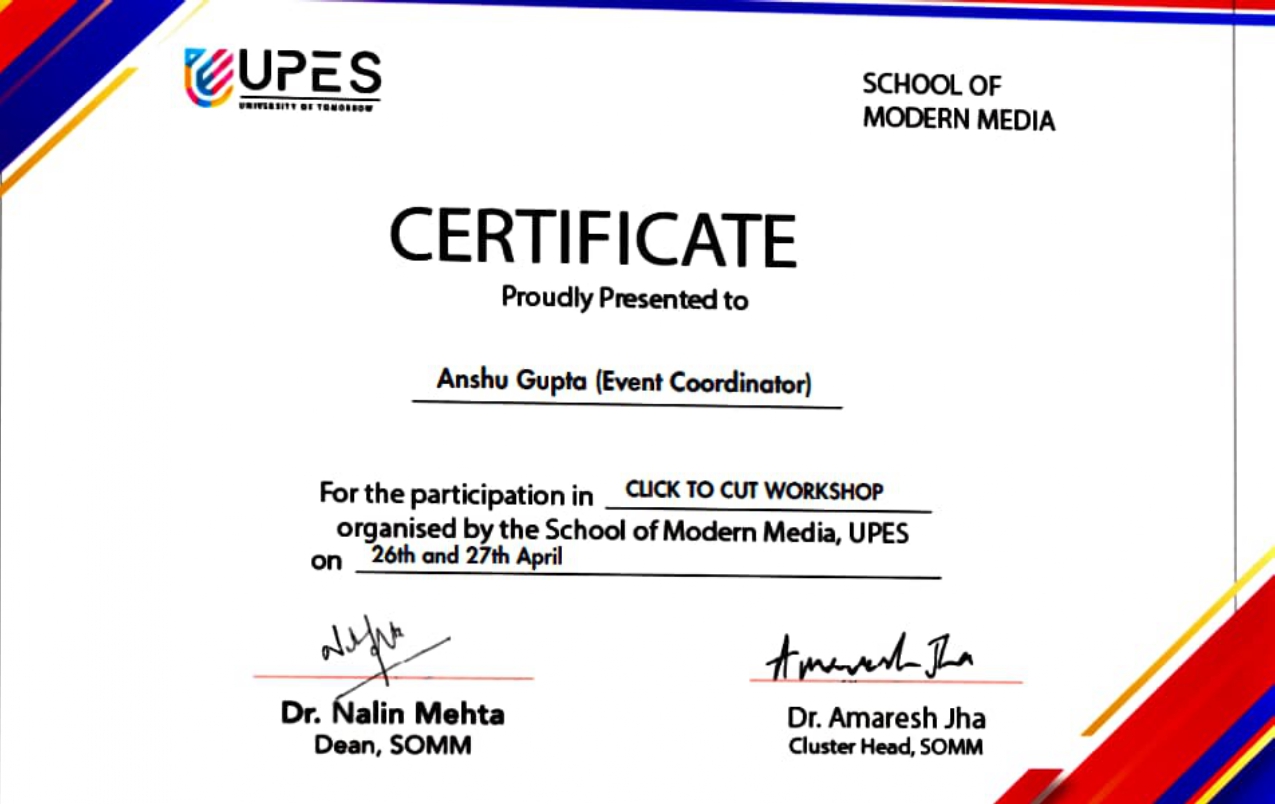 UPES
UNIVERSITY OF TOMORROW
SCHOOL OF
MODERN MEDIA
CERTIFICATE
Proudly Presented to
Anshu Gupta (Event Coordinator)
For the participation in CLICK TO CUT WORKSHOP
organised by the School of Modern Media, UPES
on 26th and 27th April
Amaresh Jha
Dr. Nalin Mehta
Dean, SOMM
Dr. Amaresh Jha
Cluster Head, SOMM